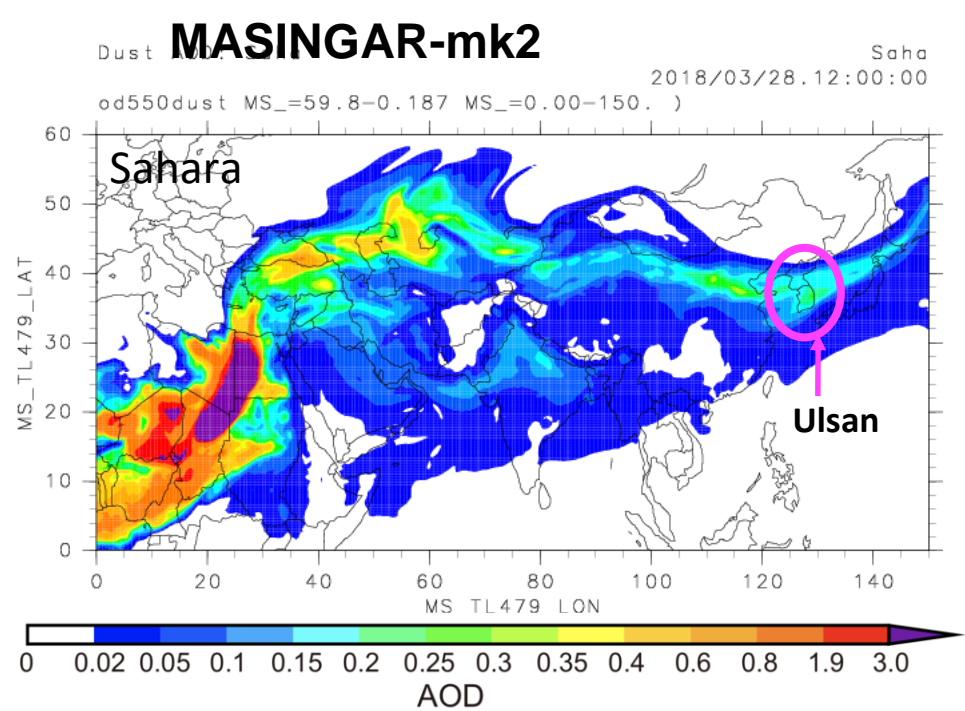 MASINGAR-mk2
Dust
Saha
2018/03/28.12:00:00
od550dust MS_=59.8-0.187 MS_=0.00-150. )
Sahara
60
50
40
30
20
10
0
MS_TL479_LAT
0 20 40 60 80 100 120 140
MS TL479 LON
Ulsan
0 0.02 0.05 0.1 0.15 0.2 0.25 0.3 0.35 0.4 0.6 0.8 1.9 3.0
AOD